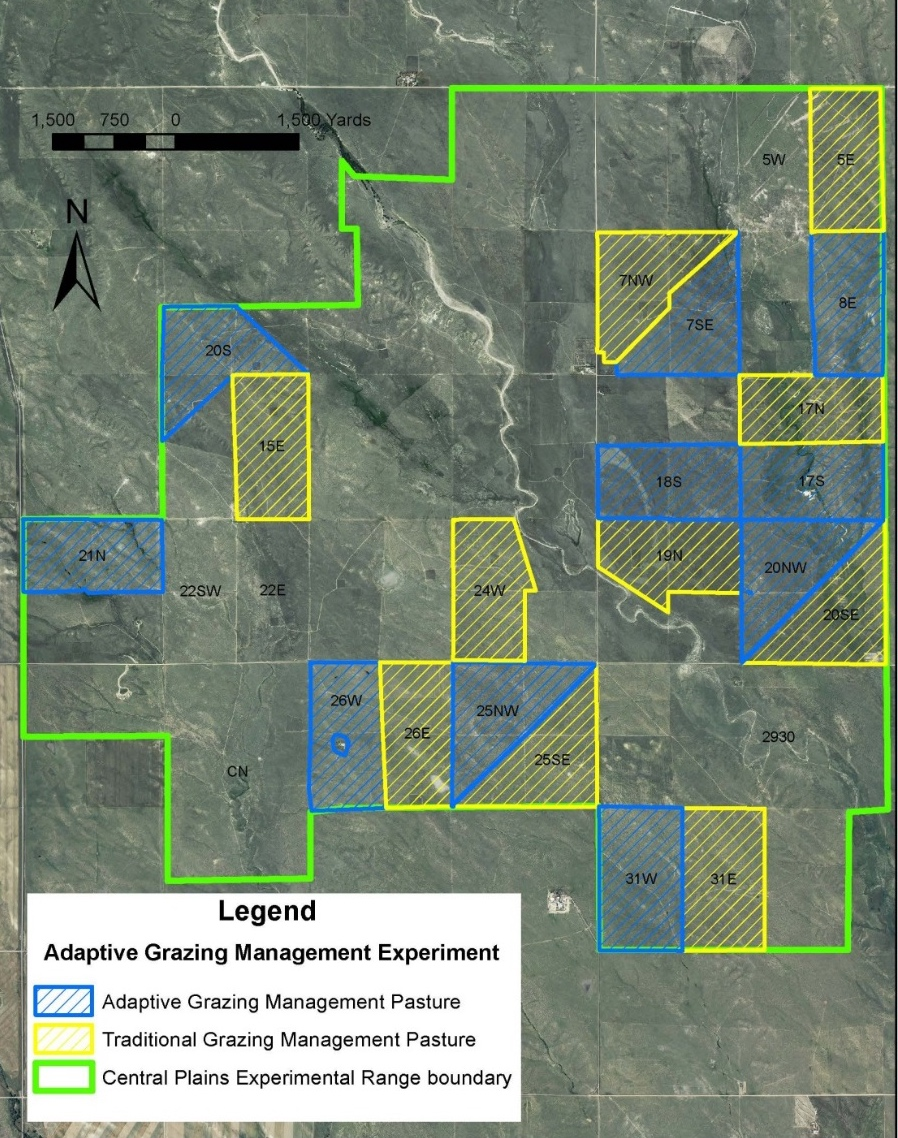 1,500 750 0 1,500 Yards
N
5W
5E
7NW
8E
7SE
20S
17N
15E
18S
17S
21N
19N
20NW
22SW
22E
24W
20SE
26W
25NW
26E
2930
25SE
CN
31W
31E
Legend
Adaptive Grazing Management Experiment
Adaptive Grazing Management Pasture
Traditional Grazing Management Pasture
Central Plains Experimental Range boundary